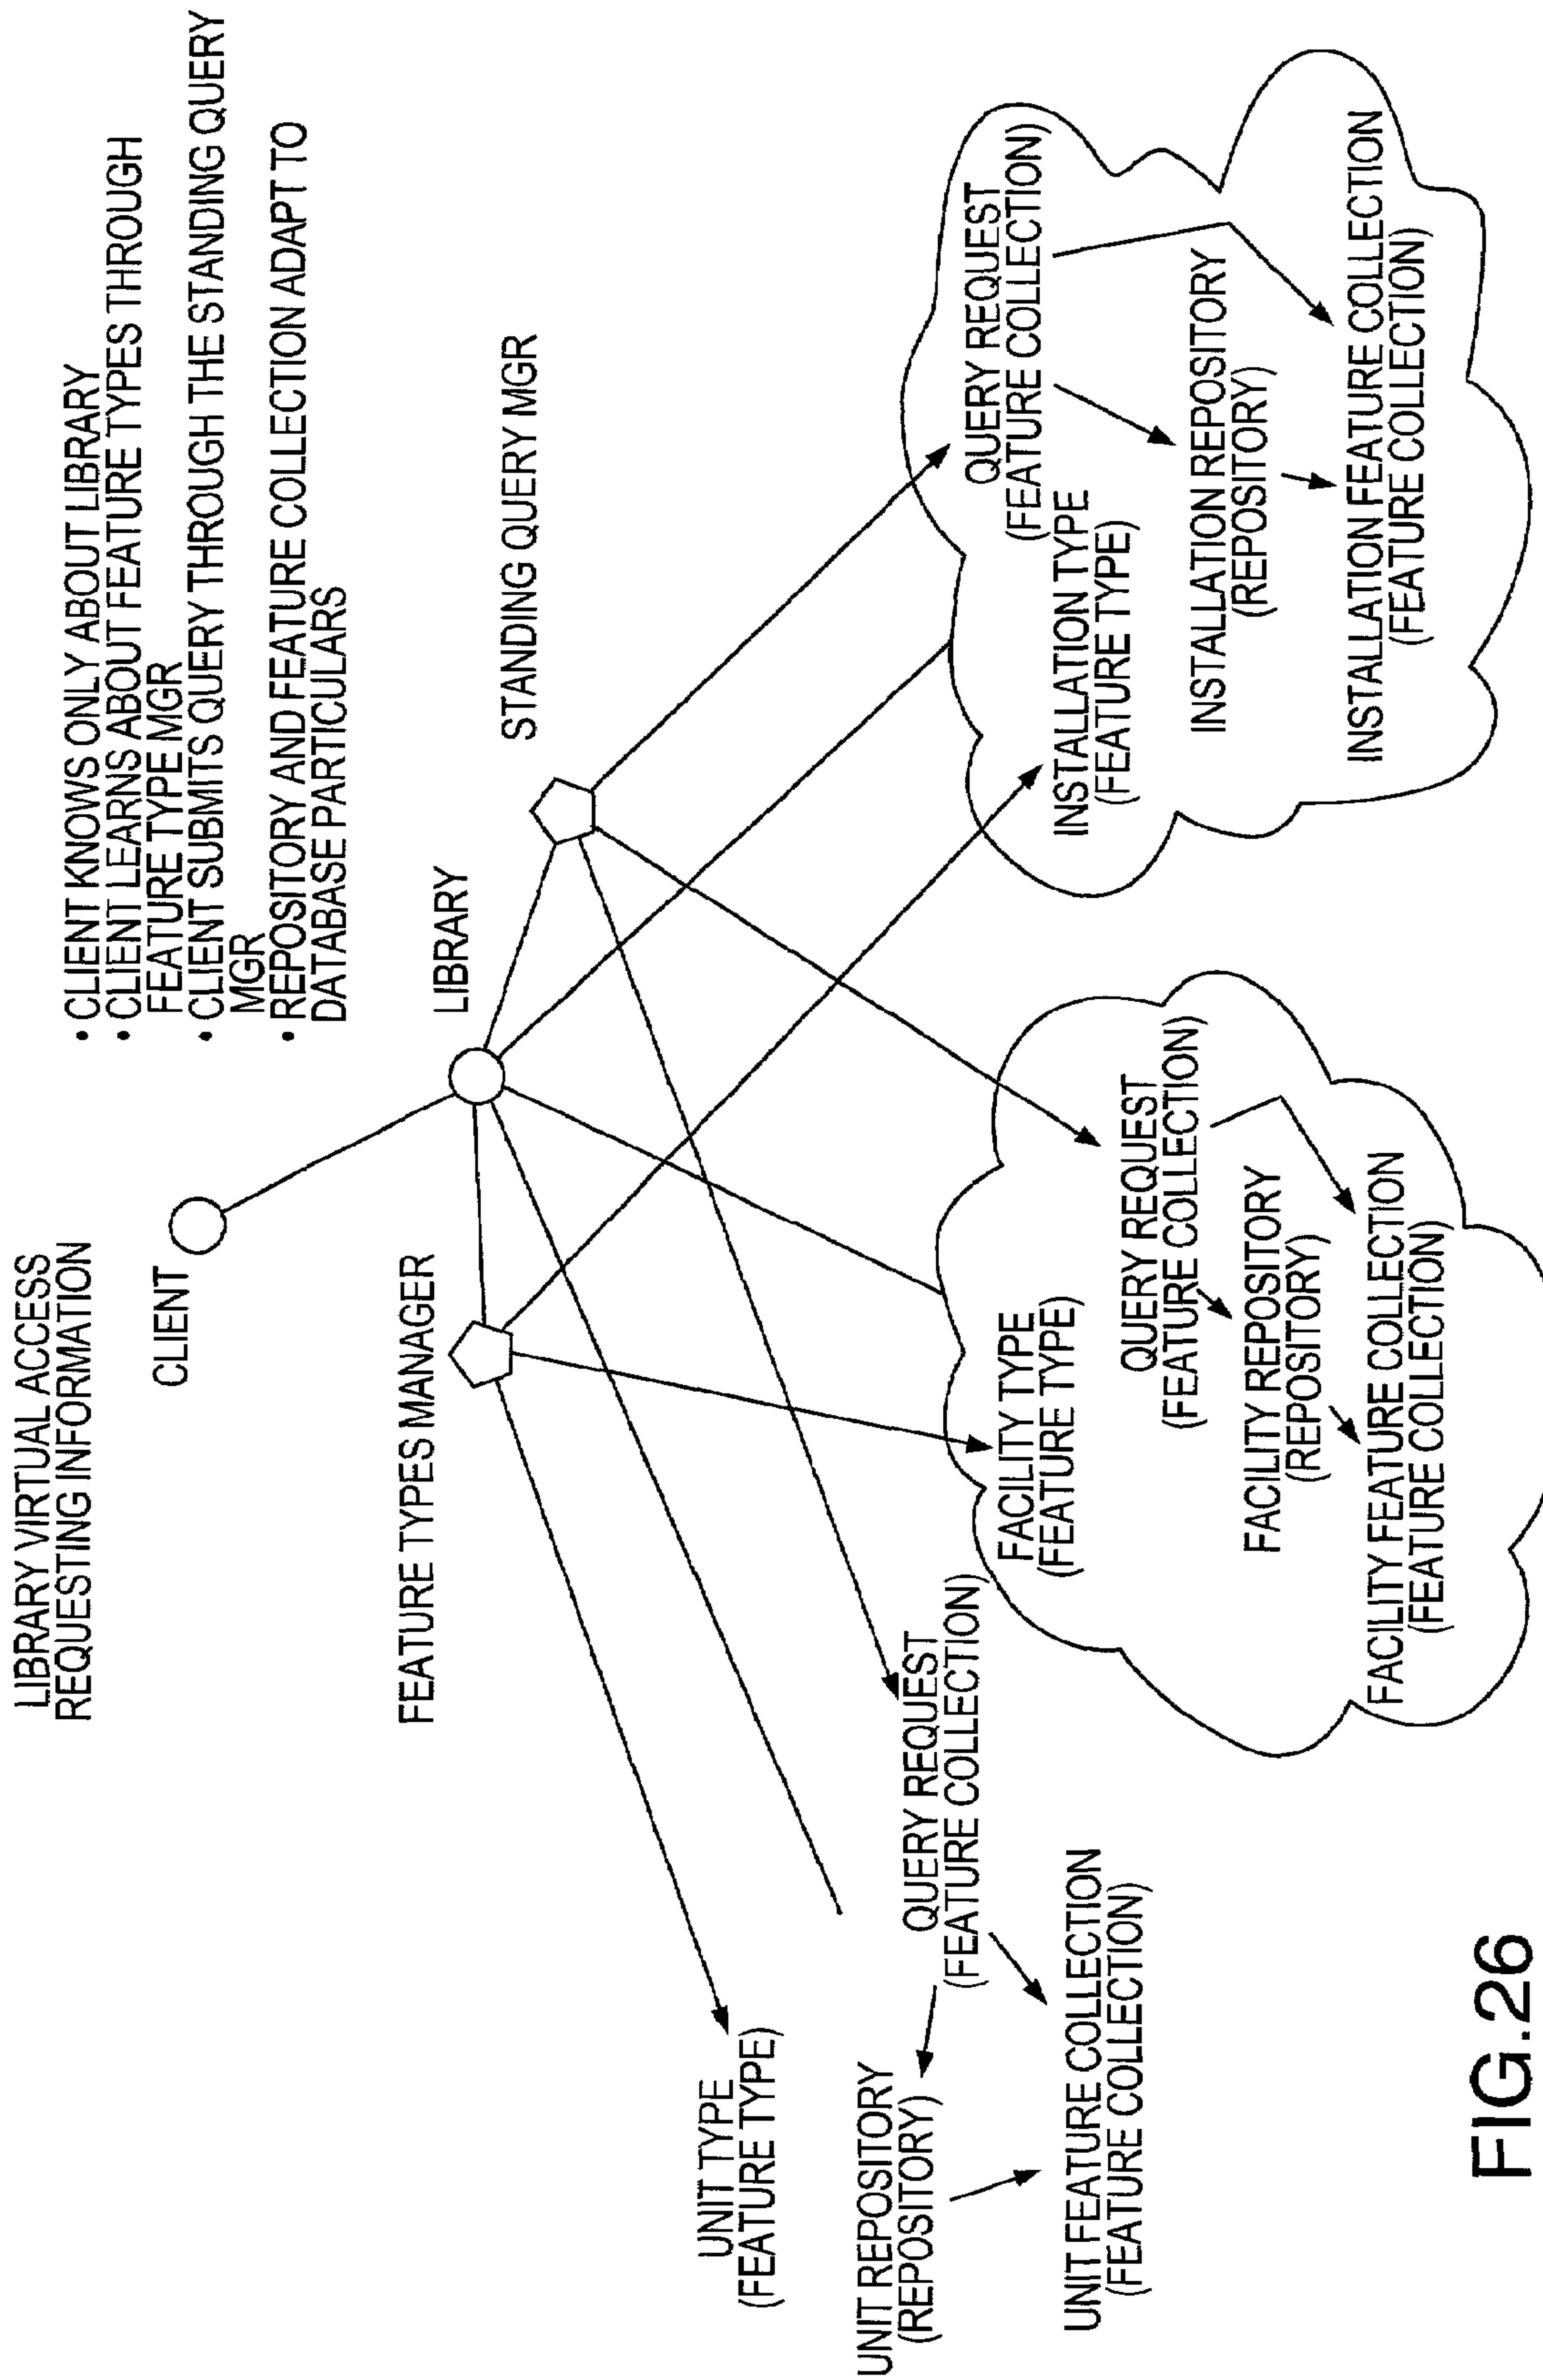 LIBRARY VIRTUAL ACCESS
REQUESTING INFORMATION
• CLIENT KNOWS ONLY ABOUT LIBRARY
• CLIENT LEARNS ABOUT FEATURE TYPES THROUGH
FEATURE TYPE MGR
• CLIENT SUBMITS QUERY THROUGH THE STANDING QUERY
MGR
• REPOSITORY AND FEATURE COLLECTION ADAPT TO
DATABASE PARTICULARS
CLIENT
FEATURE TYPES MANAGER
LIBRARY
STANDING QUERY MGR
UNIT TYPE
(FEATURE TYPE)
UNIT REPOSITORY
(REPOSITORY)
QUERY REQUEST
(FEATURE COLLECTION)
UNIT FEATURE COLLECTION
(FEATURE COLLECTION)
FACILITY TYPE
(FEATURE TYPE)
QUERY REQUEST
(FEATURE COLLECTION)
FACILITY REPOSITORY
(REPOSITORY)
FACILITY FEATURE COLLECTION
(FEATURE COLLECTION)
QUERY REQUEST
(FEATURE COLLECTION)
INSTALLATION TYPE
(FEATURE TYPE)
INSTALLATION REPOSITORY
(REPOSITORY)
INSTALLATION FEATURE COLLECTION
(FEATURE COLLECTION)
FIG.26